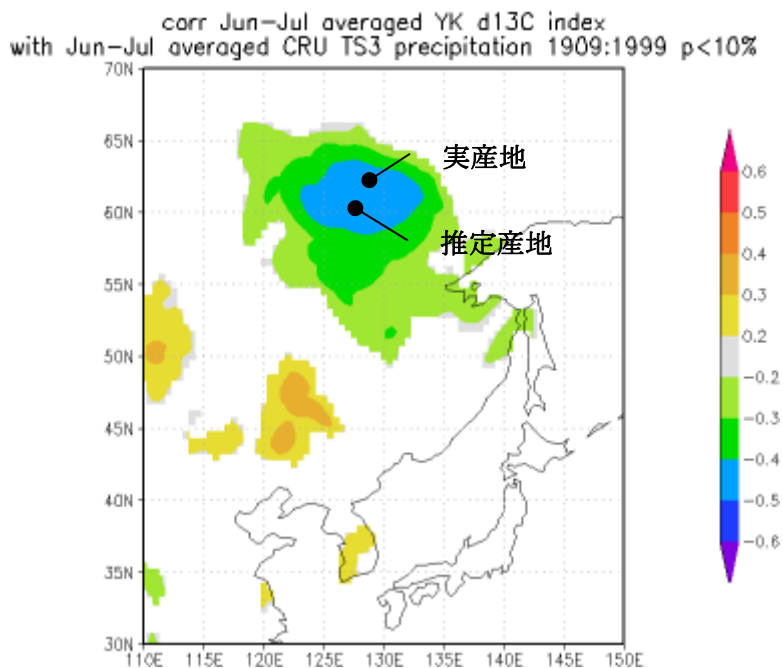 corr Jun-Jul averaged YK d13C index
with Jun-Jul averaged CRU TS3 precipitation 1909:1999 p<10%
70N
65N
60N
55N
50N
45N
40N
35N
30N
110E 115E 120E 125E 130E 135E 140E 145E 150E
実産地
推定産地
0.6
0.5
0.4
0.3
0.2
-0.2
-0.3
-0.4
-0.5
-0.6